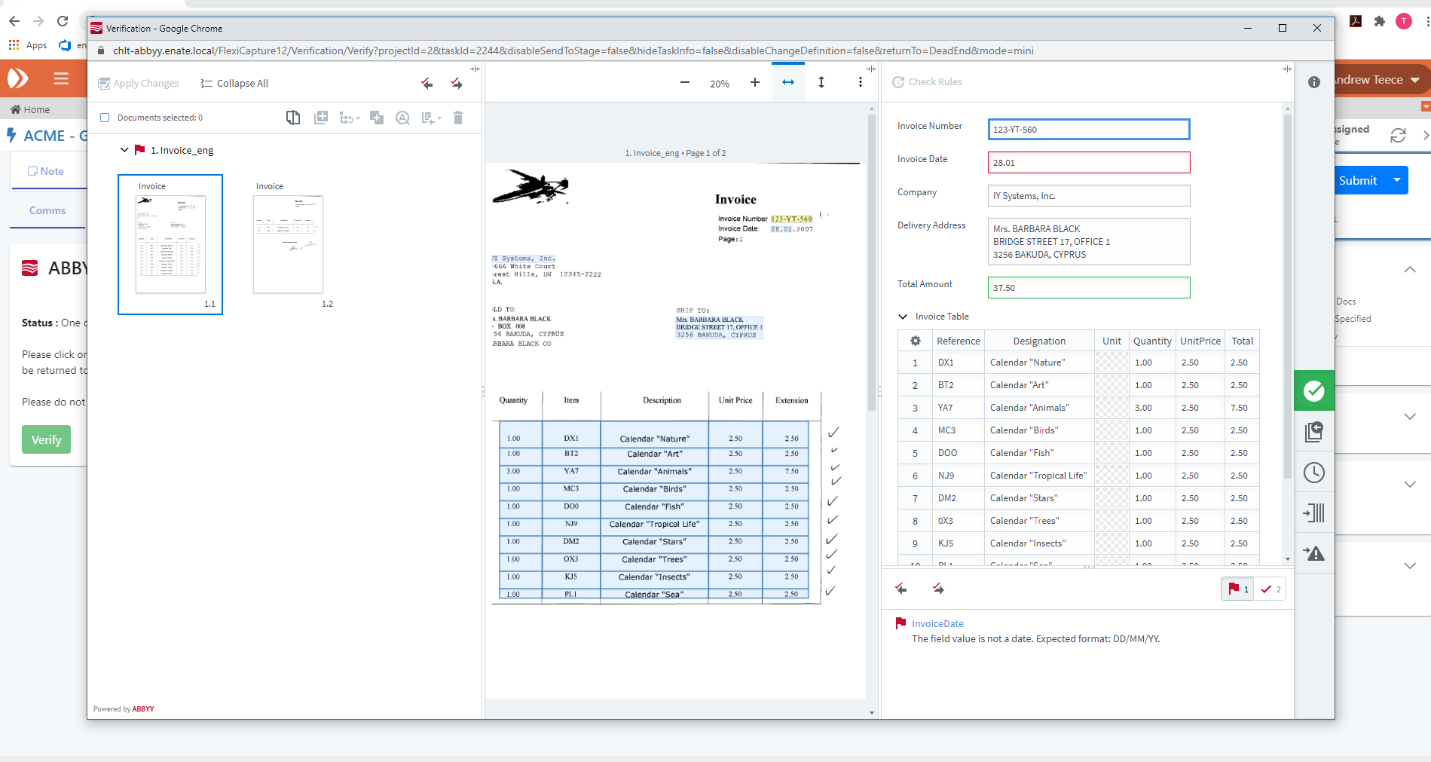 Apps
en
Verification - Google Chrome
chlt-abbyy.enate.local/FlexiCapture12/Verification/Verify?projectId=2&taskId=2244&disableSendToStage=false&hideTaskInfo=false&disableChangeDefinition=false&returnTo=DeadEnd&mode=mini
T
Andrew Teece
Home
ACME - G
Note
Comms
ABBY
Status : One c
Please click on
be returned to
Please do not
Verify
Submit
Docs
Specified
Apply Changes
Collapse All
Documents selected: 0
1. Invoice_eng
Invoice
Invoice
1.1
1.2
Powered by ABBYY
20%
1. Invoice_eng • Page 1 of 2
Invoice
Invoice Number 123-YT-560
Invoice Date: 28.01.2007
Page:1
IY Systems, Inc.
666 White Court
rest Hills, DN 12345-2222
LD TO:
BARBARA BLACK
BOX 008
54 BAKUDA, CYPRUS
RBARA BLACK CO
SHIP TO:
Mrs. BARBARA BLACK
BRIDGE STREET 17, OFFICE 1
3256 BAKUDA, CYPRUS
Quantity Item Description Unit Price Extension
1.00 DX1 Calendar "Nature" 2.50 2.50
1.00 BT2 Calendar "Art" 2.50 2.50
3.00 YA7 Calendar "Animals" 2.50 7.50
1.00 MC3 Calendar "Birds" 2.50 2.50
1.00 DO0 Calendar "Fish" 2.50 2.50
1.00 NJ9 Calendar "Tropical Life" 2.50 2.50
1.00 DM2 Calendar "Stars" 2.50 2.50
1.00 OX3 Calendar "Trees" 2.50 2.50
1.00 KJ5 Calendar "Insects" 2.50 2.50
1.00 PL1 Calendar "Sea" 2.50 2.50
Check Rules
Invoice Number 123-YT-560
Invoice Date 28.01
Company IY Systems, Inc.
Delivery Address Mrs. BARBARA BLACK
BRIDGE STREET 17, OFFICE 1
3256 BAKUDA, CYPRUS
Total Amount 37.50
Invoice Table
Reference Designation Unit Quantity UnitPrice Total
1 DX1 Calendar "Nature" 1.00 2.50 2.50
2 BT2 Calendar "Art" 1.00 2.50 2.50
3 YA7 Calendar "Animals" 3.00 2.50 7.50
4 MC3 Calendar "Birds" 1.00 2.50 2.50
5 DOO Calendar "Fish" 1.00 2.50 2.50
6 NJ9 Calendar "Tropical Life" 1.00 2.50 2.50
7 DM2 Calendar "Stars" 1.00 2.50 2.50
8 0X3 Calendar "Trees" 1.00 2.50 2.50
9 KJ5 Calendar "Insects" 1.00 2.50 2.50
1
2
InvoiceDate
The field value is not a date. Expected format: DD/MM/YY.